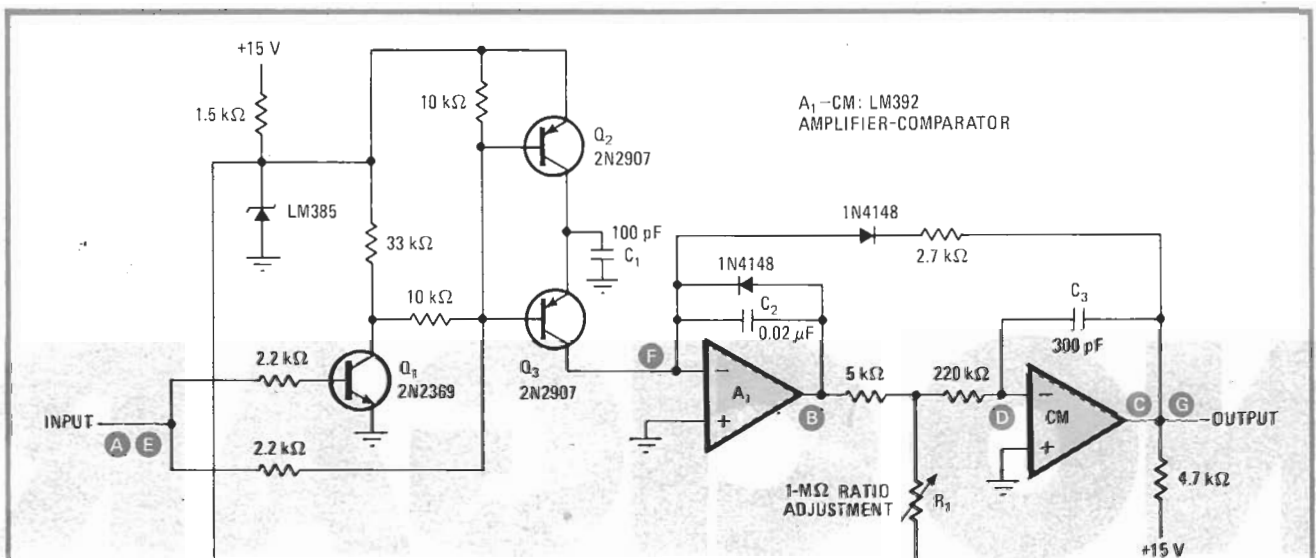 +15 V
1.5 kΩ
LM385
10 kΩ
Q2
2N2907
33 kΩ
100 pF
C1
10 kΩ
2.2 kΩ
Q1
2N2369
Q3
2N2907
INPUT
A E
2.2 kΩ
A1–CM: LM392
AMPLIFIER-COMPARATOR
1N4148
2.7 kΩ
1N4148
C2
0.02 μF
C3
300 pF
F
–
A1
+
B
5 kΩ
220 kΩ
D
–
CM
+
C G
OUTPUT
4.7 kΩ
+15 V
1-MΩ RATIO
ADJUSTMENT
R1